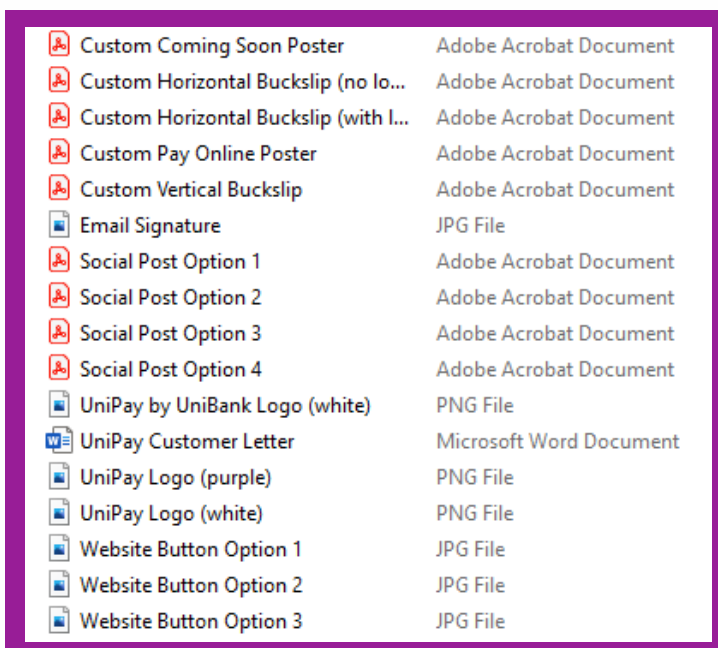 Custom Coming Soon Poster Adobe Acrobat Document
Custom Horizontal Buckslip (no lo... Adobe Acrobat Document
Custom Horizontal Buckslip (with l... Adobe Acrobat Document
Custom Pay Online Poster Adobe Acrobat Document
Custom Vertical Buckslip Adobe Acrobat Document
Email Signature JPG File
Social Post Option 1 Adobe Acrobat Document
Social Post Option 2 Adobe Acrobat Document
Social Post Option 3 Adobe Acrobat Document
Social Post Option 4 Adobe Acrobat Document
UniPay by UniBank Logo (white) PNG File
UniPay Customer Letter Microsoft Word Document
UniPay Logo (purple) PNG File
UniPay Logo (white) PNG File
Website Button Option 1 JPG File
Website Button Option 2 JPG File
Website Button Option 3 JPG File